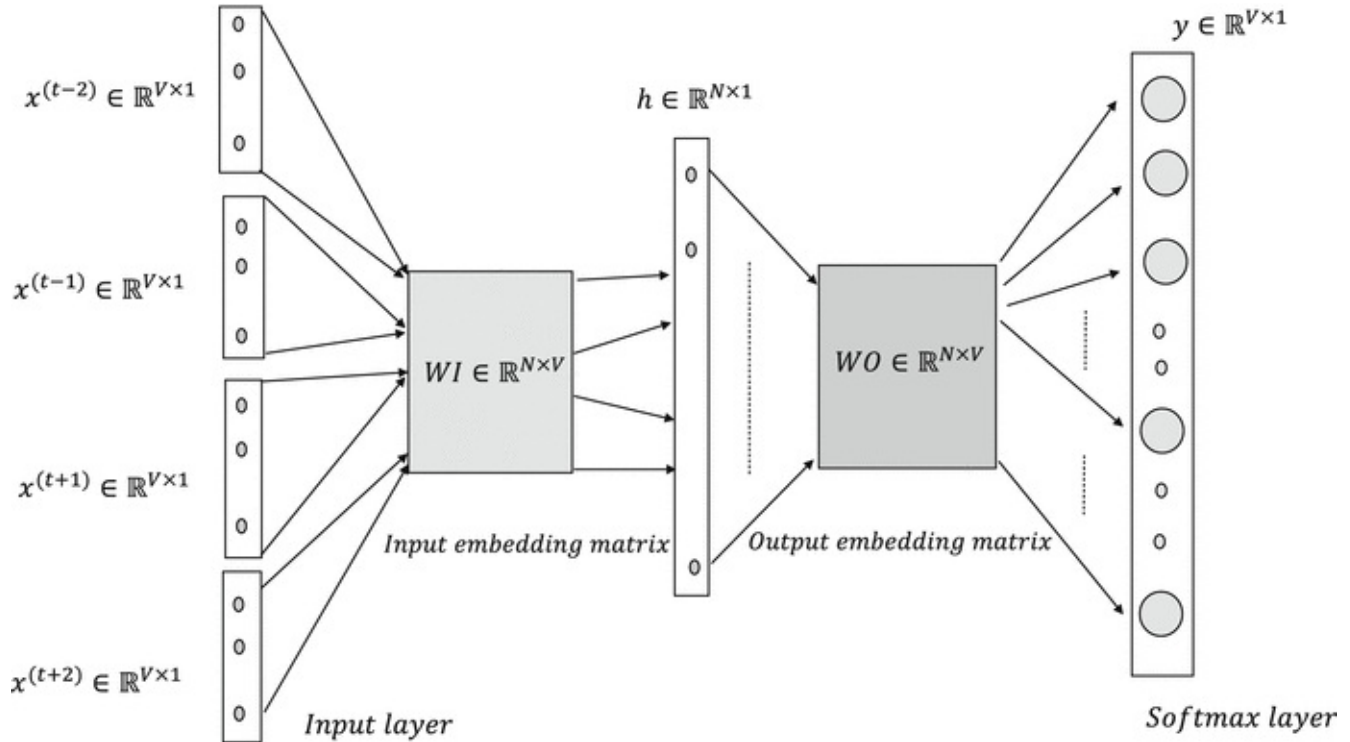 y ∈ ℝ^{V×1}
x^{(t−2)} ∈ ℝ^{V×1}
h ∈ ℝ^{N×1}
x^{(t−1)} ∈ ℝ^{V×1}
WI ∈ ℝ^{N×V}
WO ∈ ℝ^{N×V}
x^{(t+1)} ∈ ℝ^{V×1}
Input embedding matrix
Output embedding matrix
x^{(t+2)} ∈ ℝ^{V×1}
Input layer
Softmax layer